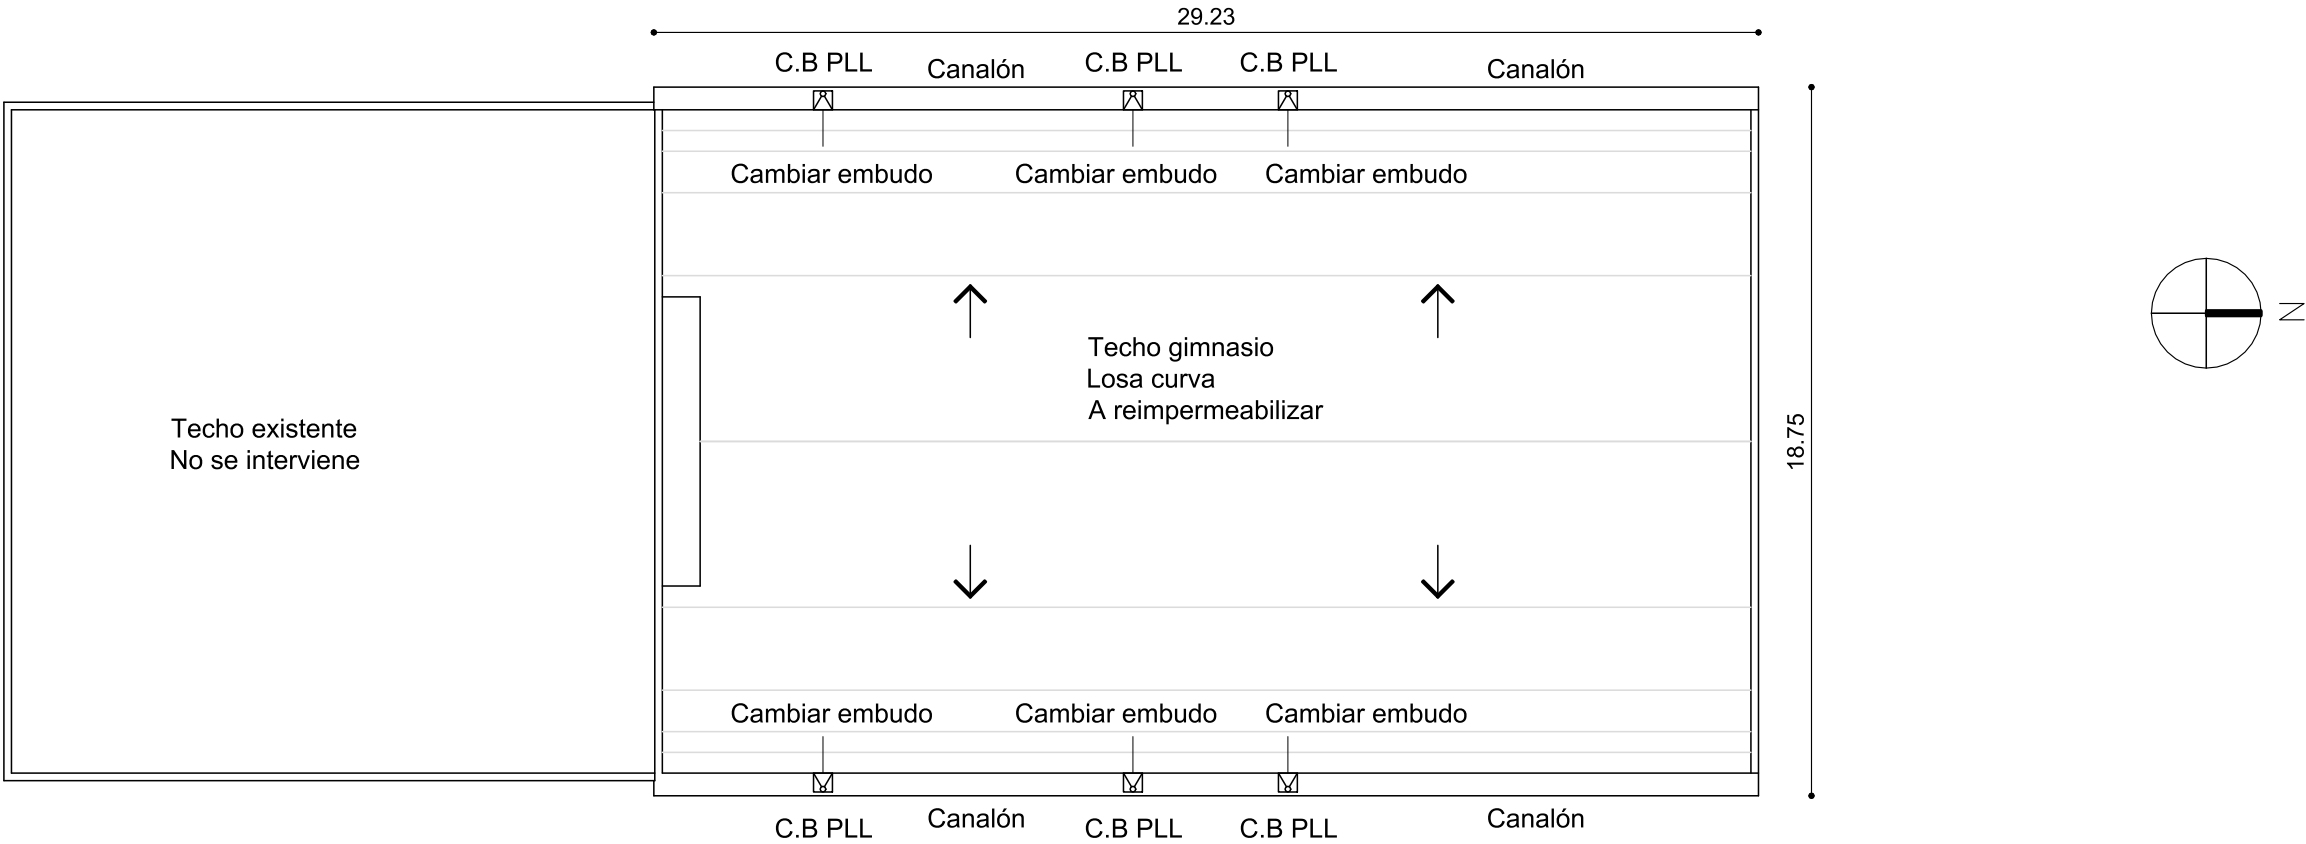 29.23
C.B PLL
Canalón
C.B PLL
C.B PLL
Canalón
Cambiar embudo
Cambiar embudo
Cambiar embudo
Techo gimnasio
Losa curva
A reimpermeabilizar
Techo existente
No se interviene
18.75
N
Cambiar embudo
Cambiar embudo
Cambiar embudo
C.B PLL
Canalón
C.B PLL
C.B PLL
Canalón